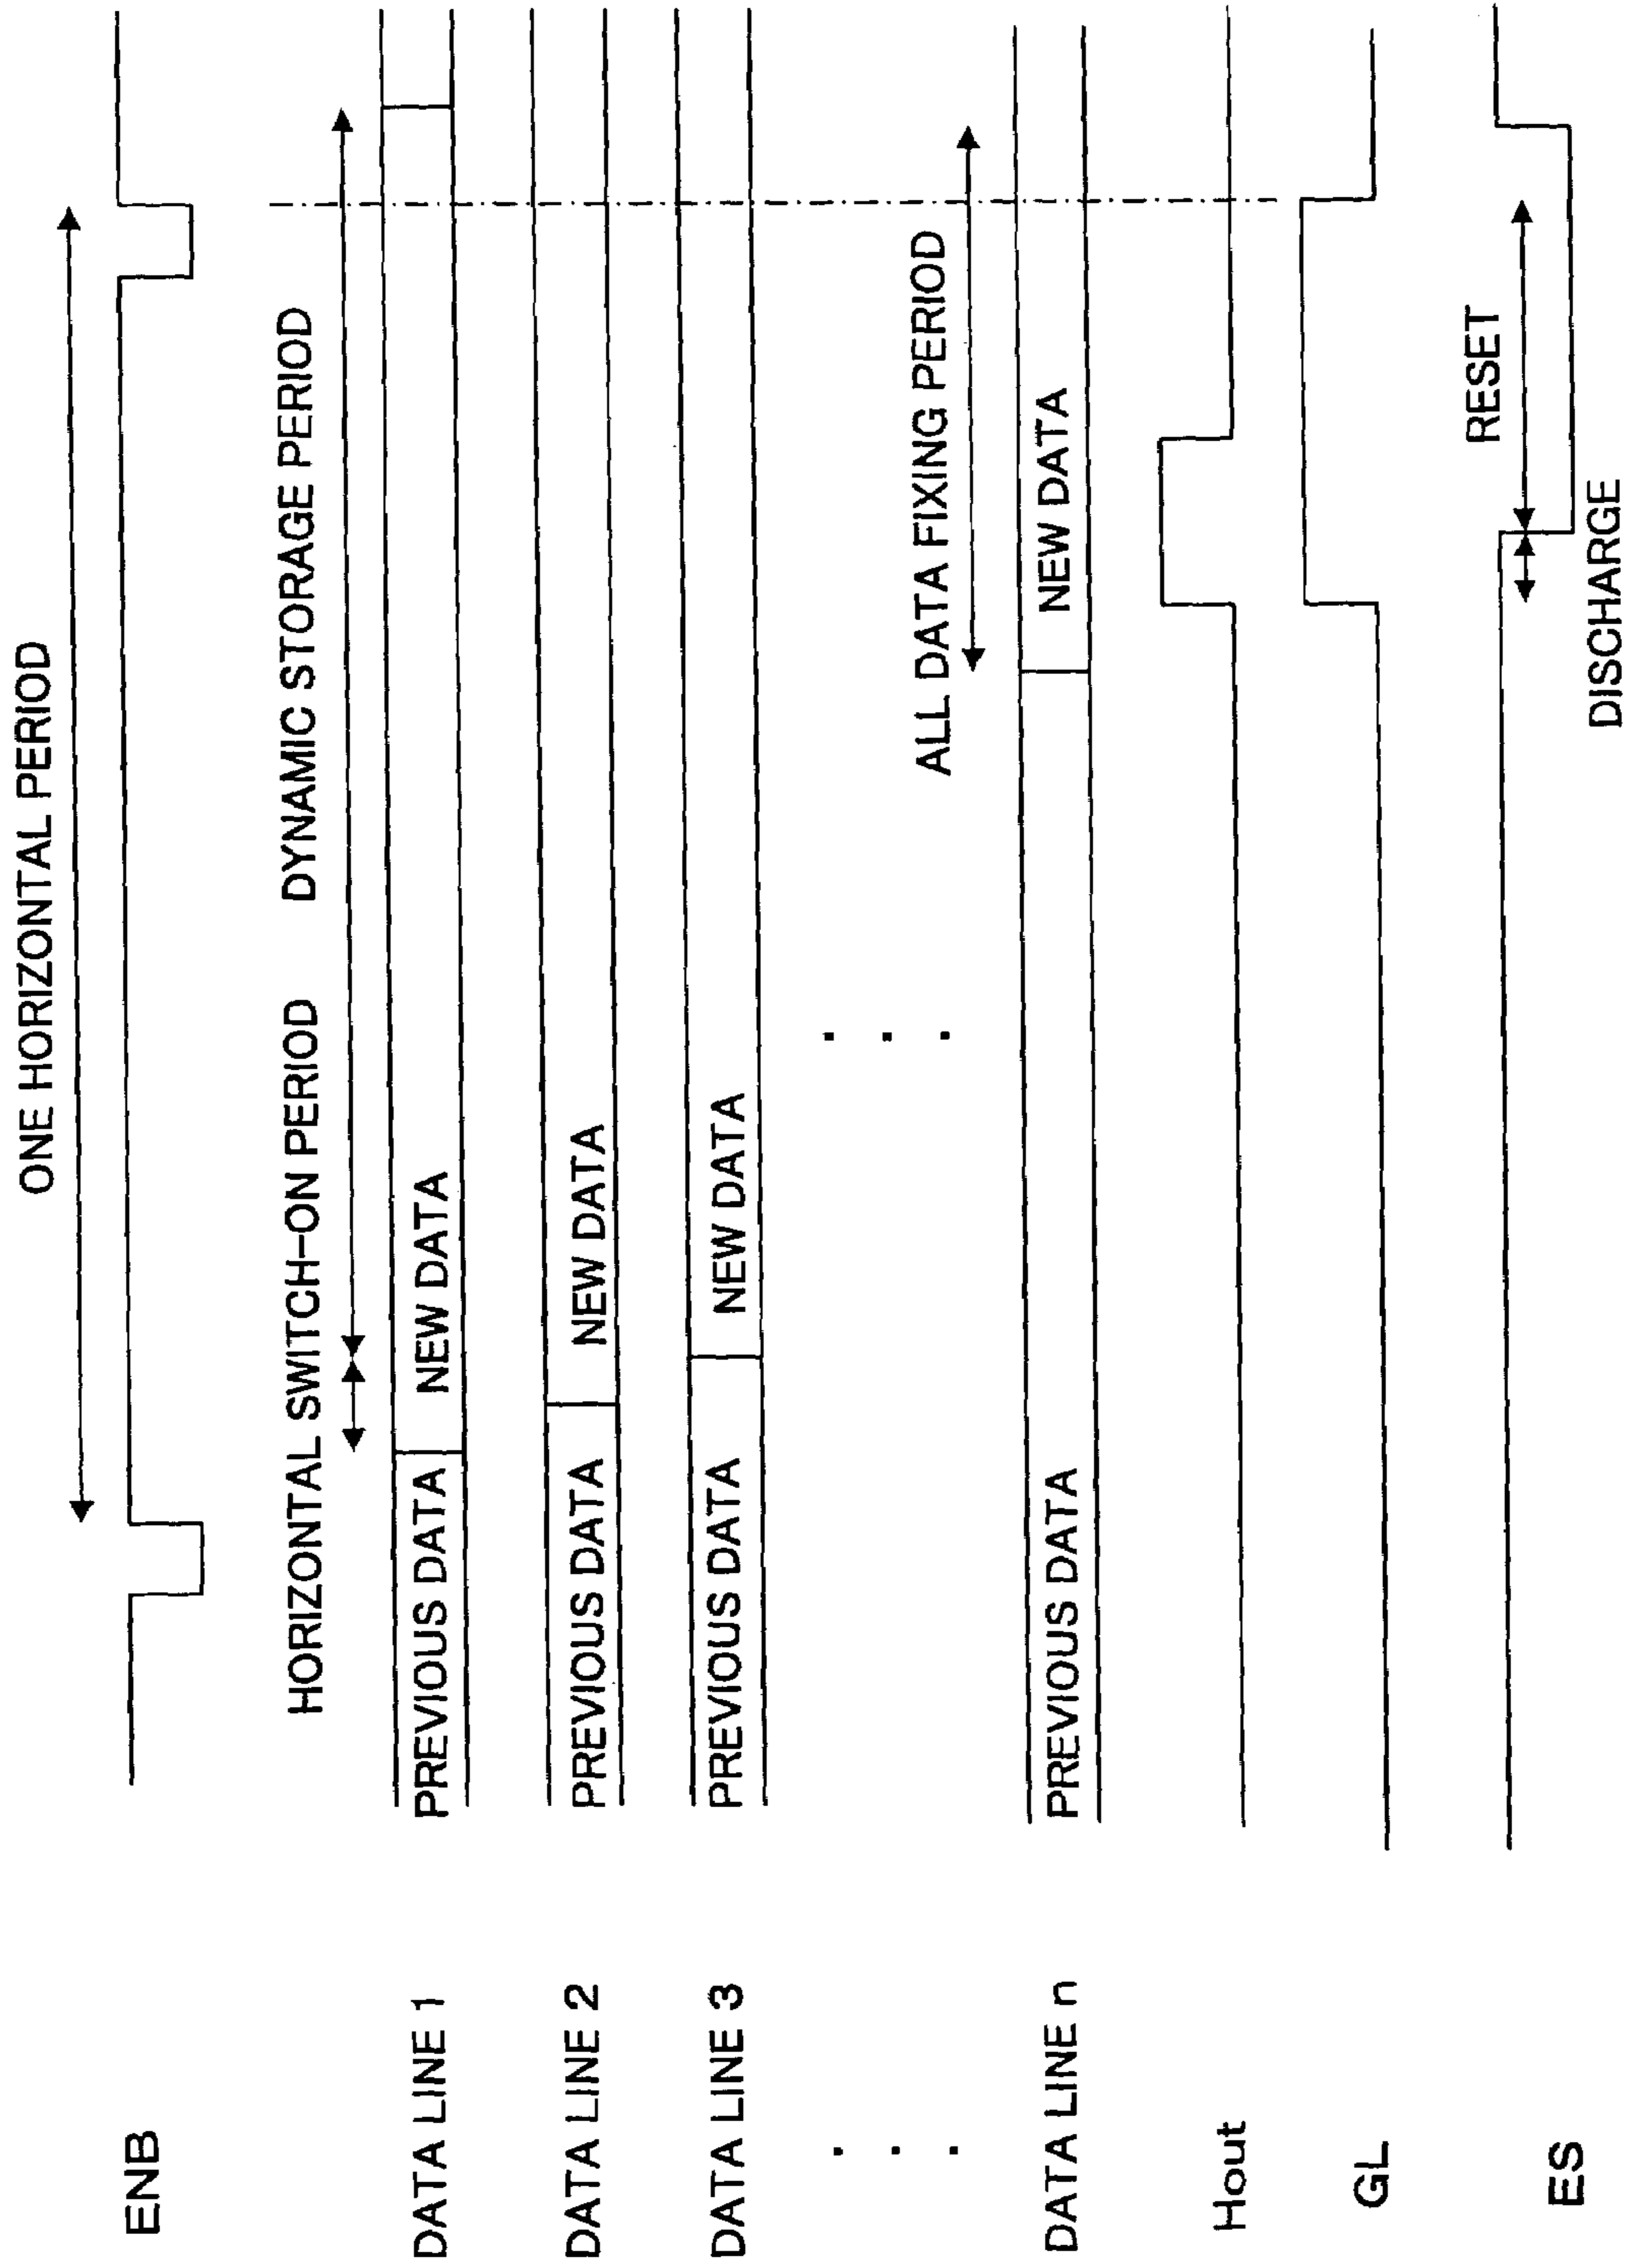 ONE HORIZONTAL PERIOD
ENB
HORIZONTAL SWITCH-ON PERIOD DYNAMIC STORAGE PERIOD
DATA LINE 1 PREVIOUS DATA NEW DATA
DATA LINE 2 PREVIOUS DATA NEW DATA
DATA LINE 3 PREVIOUS DATA NEW DATA
. . . . . .
ALL DATA FIXING PERIOD
DATA LINE n PREVIOUS DATA NEW DATA
Hout
GL
RESET
ES
DISCHARGE